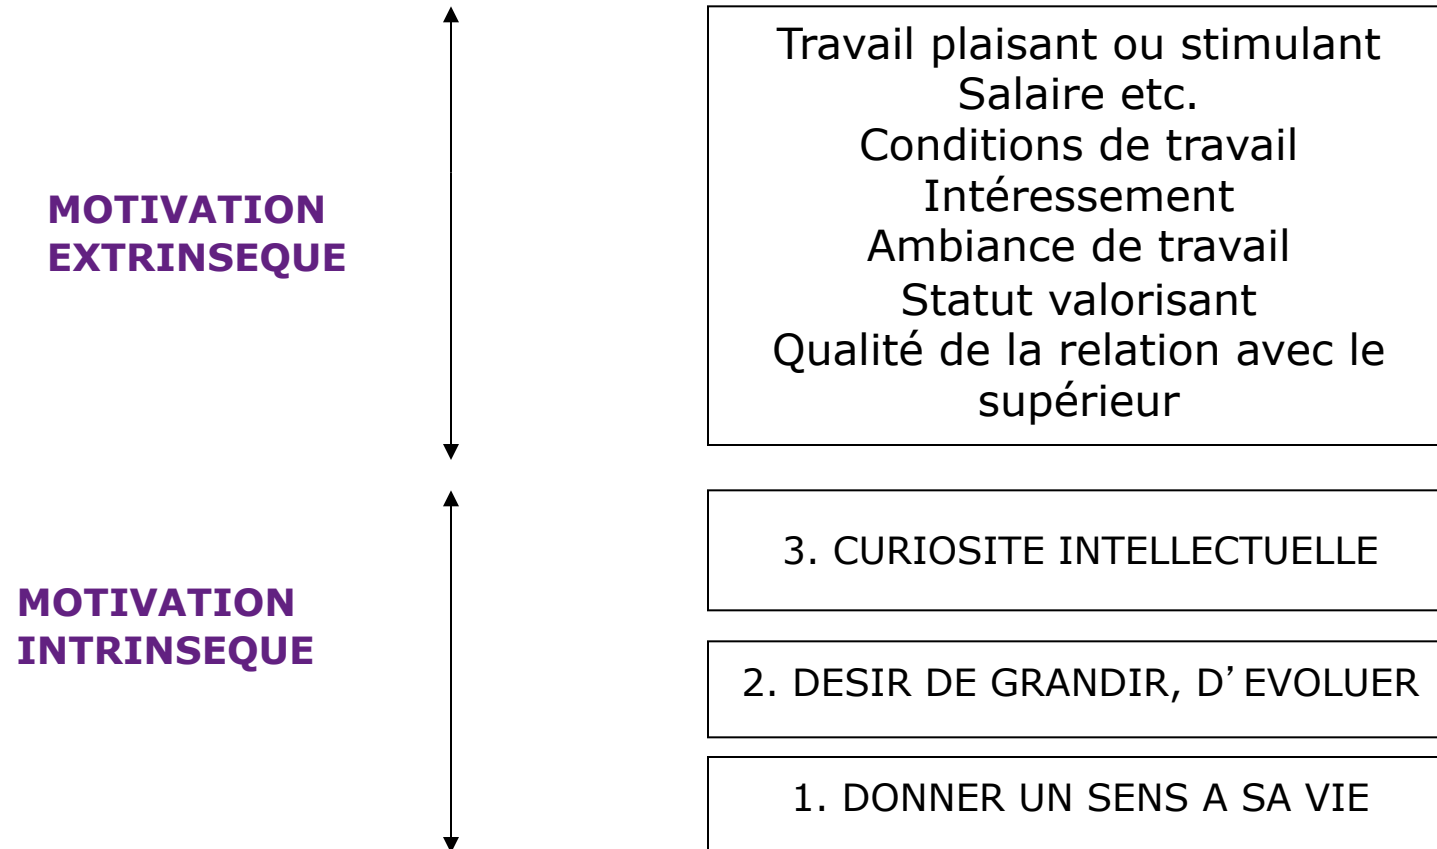 MOTIVATION
EXTRINSEQUE
Travail plaisant ou stimulant
Salaire etc.
Conditions de travail
Intéressement
Ambiance de travail
Statut valorisant
Qualité de la relation avec le
supérieur
MOTIVATION
INTRINSEQUE
3. CURIOSITE INTELLECTUELLE
2. DESIR DE GRANDIR, D’EVOLUER
1. DONNER UN SENS A SA VIE